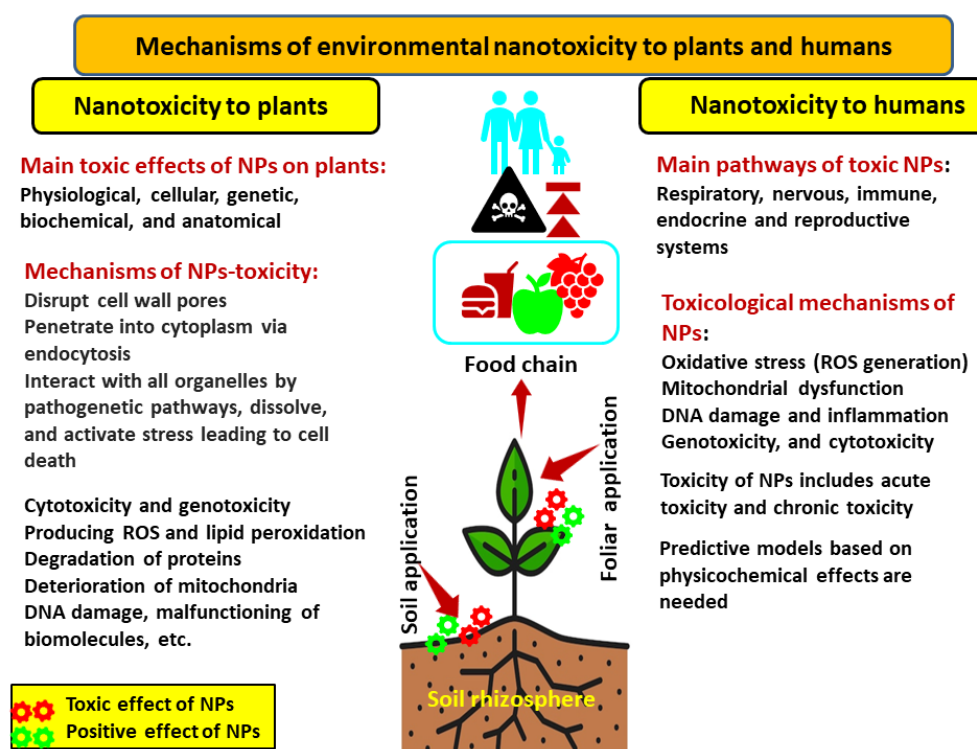 Mechanisms of environmental nanotoxicity to plants and humans
Nanotoxicity to plants
Main toxic effects of NPs on plants:
Physiological, cellular, genetic,
biochemical, and anatomical
Mechanisms of NPs-toxicity:
Disrupt cell wall pores
Penetrate into cytoplasm via
endocytosis
Interact with all organelles by
pathogenetic pathways, dissolve,
and activate stress leading to cell
death
Cytotoxicity and genotoxicity
Producing ROS and lipid peroxidation
Degradation of proteins
Deterioration of mitochondria
DNA damage, malfunctioning of
biomolecules, etc.
Toxic effect of NPs
Positive effect of NPs
Food chain
Soil application
Foliar application
Soil rhizosphere
Nanotoxicity to humans
Main pathways of toxic NPs:
Respiratory, nervous, immune,
endocrine and reproductive
systems
Toxicological mechanisms of
NPs:
Oxidative stress (ROS generation)
Mitochondrial dysfunction
DNA damage and inflammation
Genotoxicity, and cytotoxicity
Toxicity of NPs includes acute
toxicity and chronic toxicity
Predictive models based on
physicochemical effects are
needed